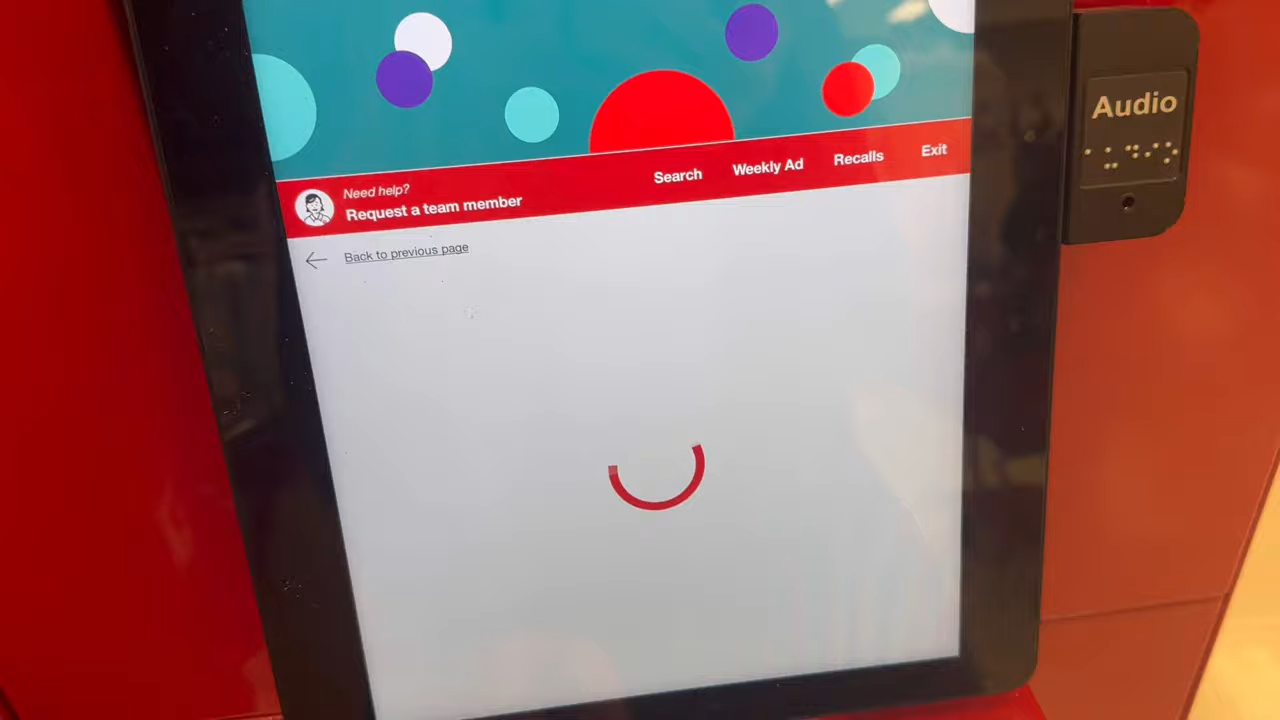 Audio
Need help?
Request a team member
Search
Weekly Ad
Recalls
Exit
Back to previous page